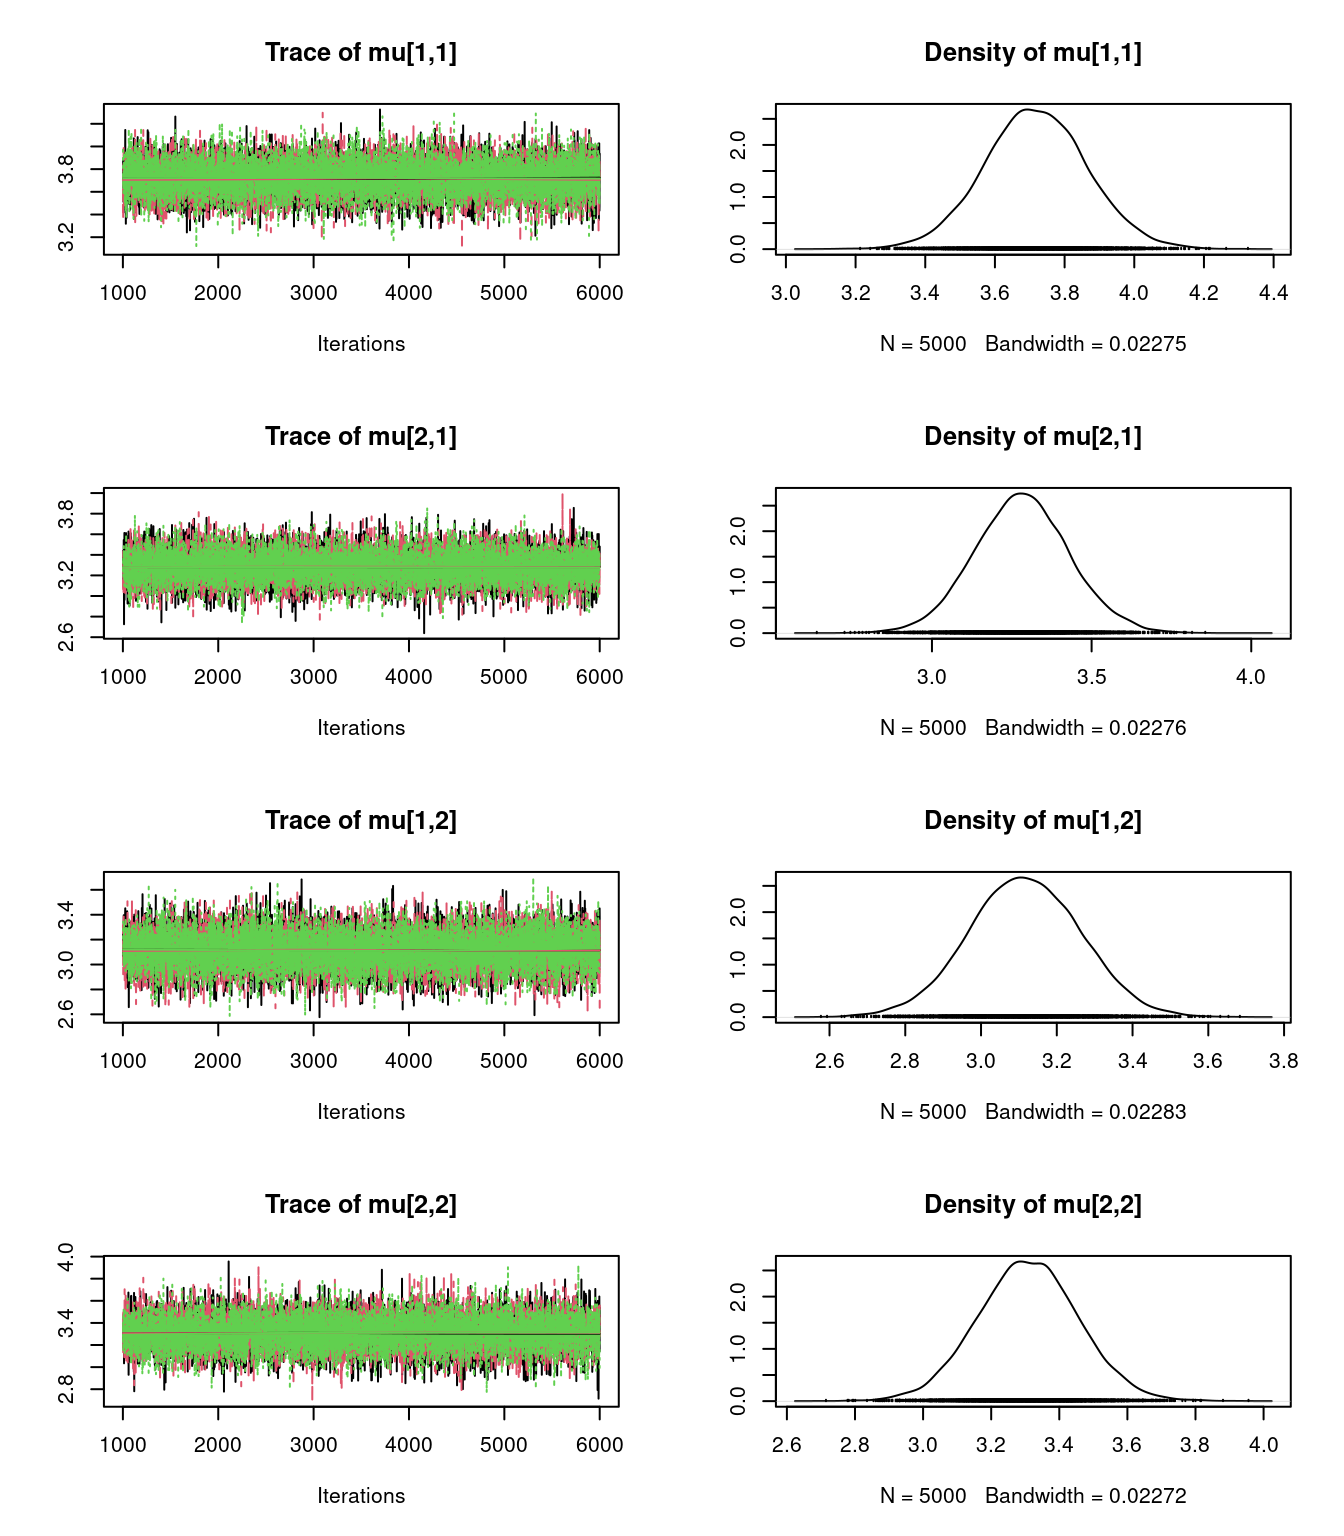 Trace of mu[1,1]
3.2 3.8
1000 2000 3000 4000 5000 6000
Iterations
Density of mu[1,1]
0.0 1.0 2.0
3.0 3.2 3.4 3.6 3.8 4.0 4.2 4.4
N = 5000 Bandwidth = 0.02275
Trace of mu[2,1]
2.6 3.2 3.8
1000 2000 3000 4000 5000 6000
Iterations
Density of mu[2,1]
0.0 1.0 2.0
3.0 3.5 4.0
N = 5000 Bandwidth = 0.02276
Trace of mu[1,2]
2.6 3.0 3.4
1000 2000 3000 4000 5000 6000
Iterations
Density of mu[1,2]
0.0 1.0 2.0
2.6 2.8 3.0 3.2 3.4 3.6 3.8
N = 5000 Bandwidth = 0.02283
Trace of mu[2,2]
2.8 3.4 4.0
1000 2000 3000 4000 5000 6000
Iterations
Density of mu[2,2]
0.0 1.0 2.0
2.6 2.8 3.0 3.2 3.4 3.6 3.8 4.0
N = 5000 Bandwidth = 0.02272